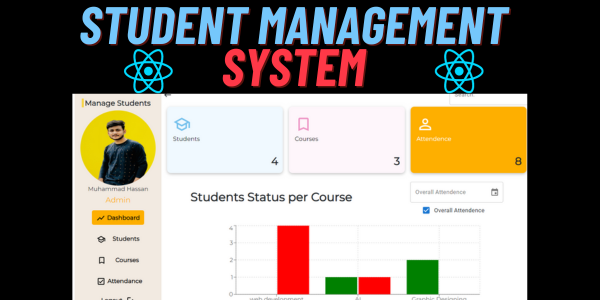 STUDENT MANAGEMENT
SYSTEM
Manage Students
Muhammad Hassan
Admin
Dashboard
Students
Courses
Attendance
Logout
Search
Students
4
Courses
3
Attendence
8
Students Status per Course
Overall Attendence
Overall Attendence
4
3
2
1
0
web development
AI
Graphic Designing